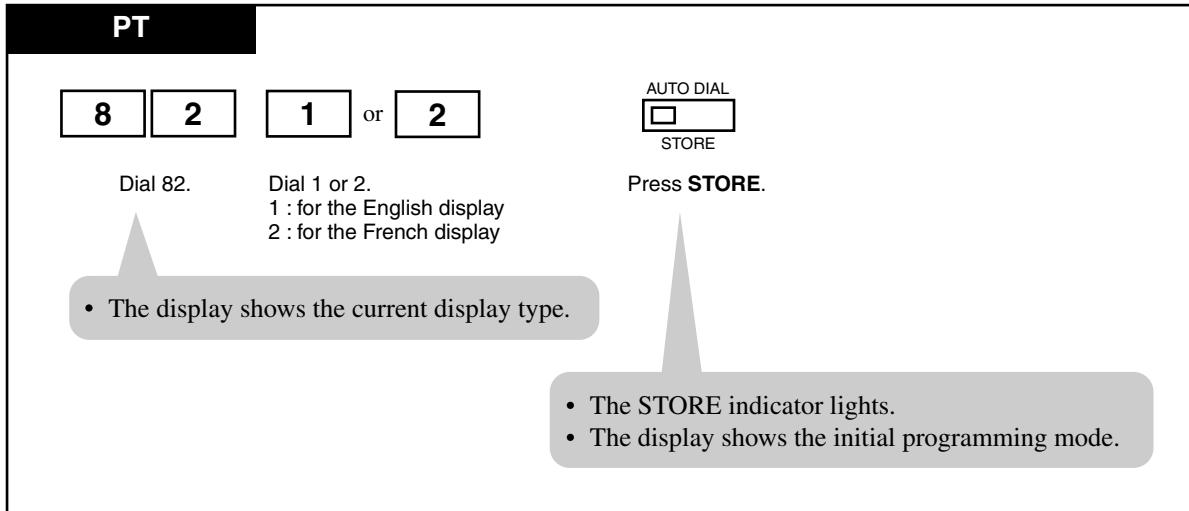 PT
8 2 1 or 2
AUTO DIAL
STORE
Dial 82.
Dial 1 or 2.
1 : for the English display
2 : for the French display
Press STORE.
• The display shows the current display type.
• The STORE indicator lights.
• The display shows the initial programming mode.